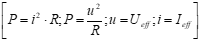 [P = i² · R; P = u²/R; u = U_eff; i = I_eff]